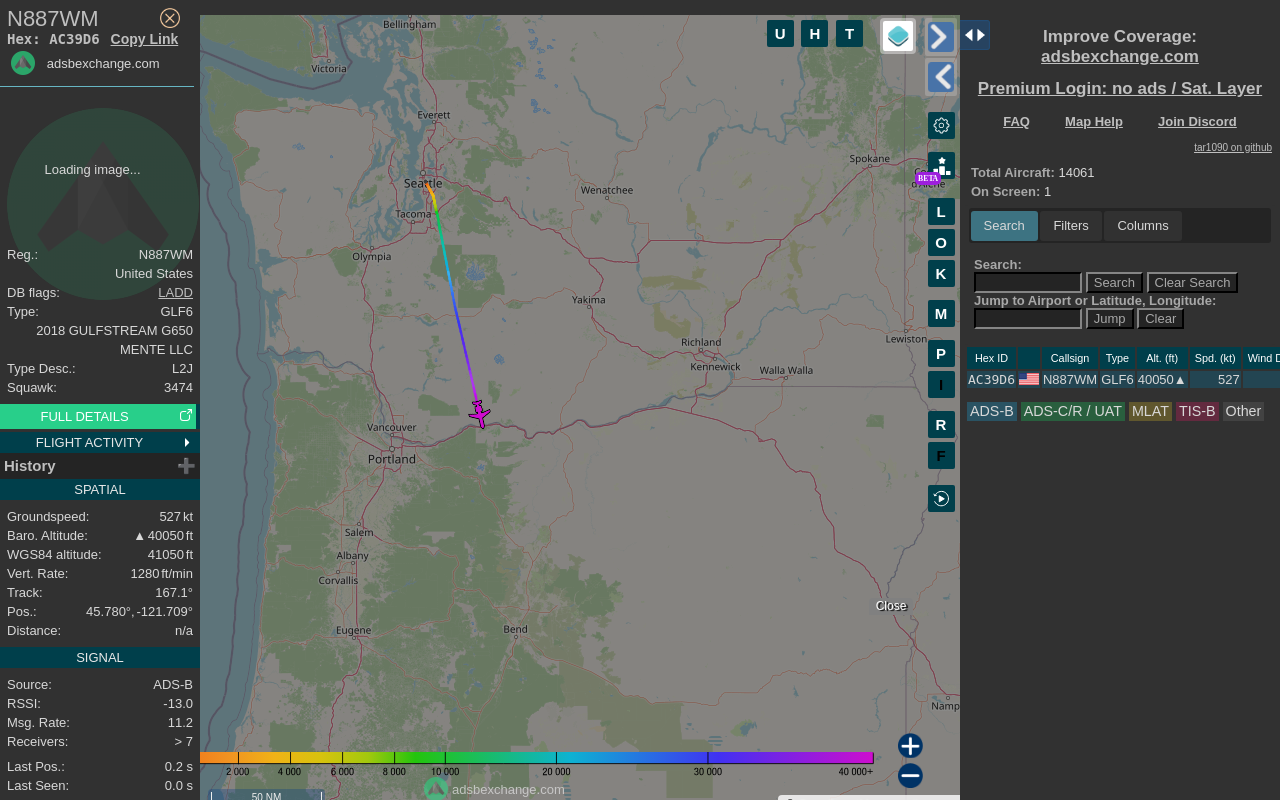 N887WM
Hex: AC39D6 Copy Link
adsbexchange.com
Loading image...
Reg.: N887WM
United States
DB flags: LADD
Type: GLF6
2018 GULFSTREAM G650
MENTE LLC
Type Desc.: L2J
Squawk: 3474
FULL DETAILS
FLIGHT ACTIVITY
History
SPATIAL
Groundspeed: 527 kt
Baro. Altitude: ▲ 40050 ft
WGS84 altitude: 41050 ft
Vert. Rate: 1280 ft/min
Track: 167.1°
Pos.: 45.780°, -121.709°
Distance: n/a
SIGNAL
Source: ADS-B
RSSI: -13.0
Msg. Rate: 11.2
Receivers: > 7
Last Pos.: 0.2 s
Last Seen: 0.0 s
Bellingham
Victoria
Everett
Seattle
Tacoma
Olympia
Wenatchee
Spokane
Yakima
Richland
Kennewick
Walla Walla
Lewiston
Vancouver
Portland
Salem
Albany
Corvallis
Eugene
Bend
Close
Namp
U H T
BETA
L
O
K
M
P
I
R
F
2 000 4 000 6 000 8 000 10 000 20 000 30 000 40 000+
adsbexchange.com
50 NM
Improve Coverage:
adsbexchange.com
Premium Login: no ads / Sat. Layer
FAQ Map Help Join Discord
tar1090 on github
Total Aircraft: 14061
On Screen: 1
Search Filters Columns
Search:
Search Clear Search
Jump to Airport or Latitude, Longitude:
Jump Clear
Hex ID Callsign Type Alt. (ft) Spd. (kt) Wind D
AC39D6 N887WM GLF6 40050▲ 527
ADS-B ADS-C/R / UAT MLAT TIS-B Other